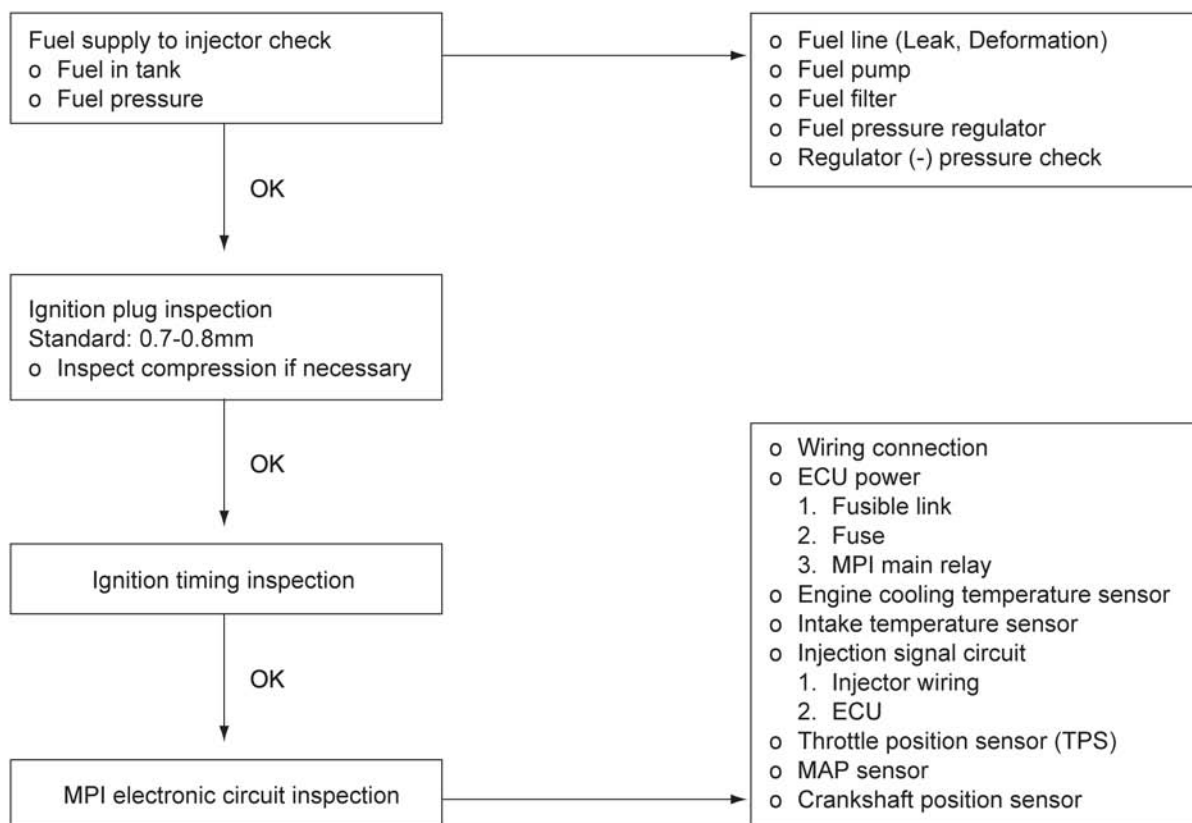 Fuel supply to injector check
o Fuel in tank
o Fuel pressure
o Fuel line (Leak, Deformation)
o Fuel pump
o Fuel filter
o Fuel pressure regulator
o Regulator (-) pressure check
OK
Ignition plug inspection
Standard: 0.7-0.8mm
o Inspect compression if necessary
OK
Ignition timing inspection
OK
MPI electronic circuit inspection
o Wiring connection
o ECU power
1. Fusible link
2. Fuse
3. MPI main relay
o Engine cooling temperature sensor
o Intake temperature sensor
o Injection signal circuit
1. Injector wiring
2. ECU
o Throttle position sensor (TPS)
o MAP sensor
o Crankshaft position sensor